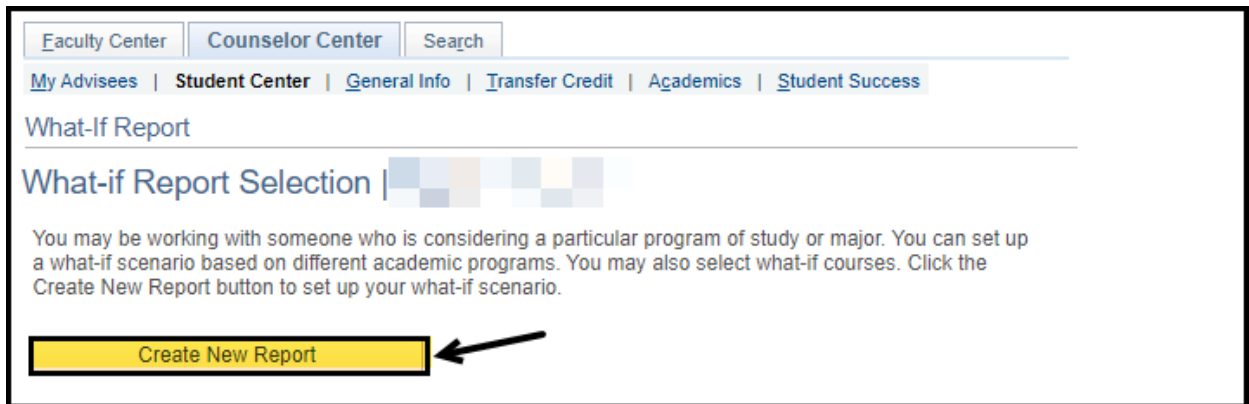 Faculty Center Counselor Center Search
My Advisees | Student Center | General Info | Transfer Credit | Academics | Student Success
What-If Report
What-if Report Selection |
You may be working with someone who is considering a particular program of study or major. You can set up
a what-if scenario based on different academic programs. You may also select what-if courses. Click the
Create New Report button to set up your what-if scenario.
Create New Report